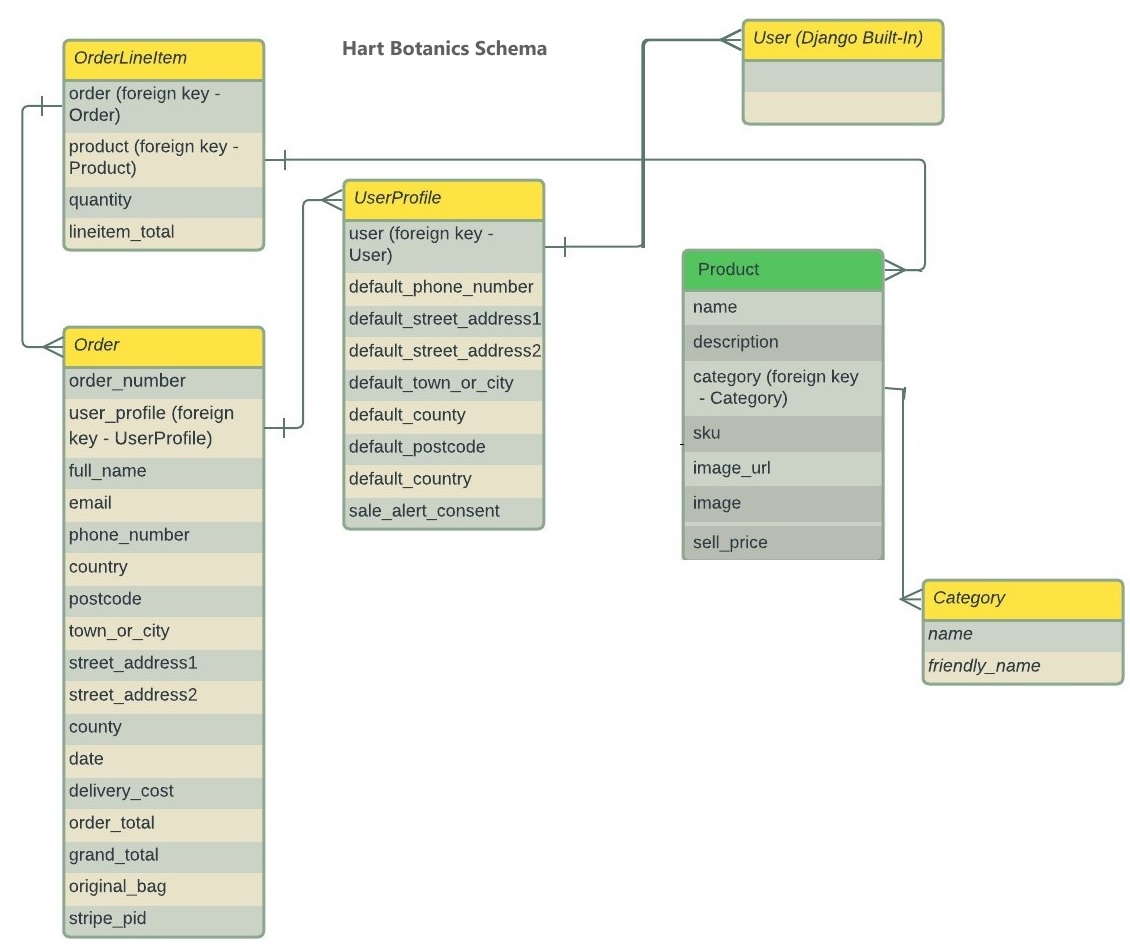 Hart Botanics Schema
OrderLineItem
order (foreign key -
Order)
product (foreign key -
Product)
quantity
lineitem_total
Order
order_number
user_profile (foreign
key - UserProfile)
full_name
email
phone_number
country
postcode
town_or_city
street_address1
street_address2
county
date
delivery_cost
order_total
grand_total
original_bag
stripe_pid
UserProfile
user (foreign key -
User)
default_phone_number
default_street_address1
default_street_address2
default_town_or_city
default_county
default_postcode
default_country
sale_alert_consent
User (Django Built-In)
Product
name
description
category (foreign key
- Category)
sku
image_url
image
sell_price
Category
name
friendly_name